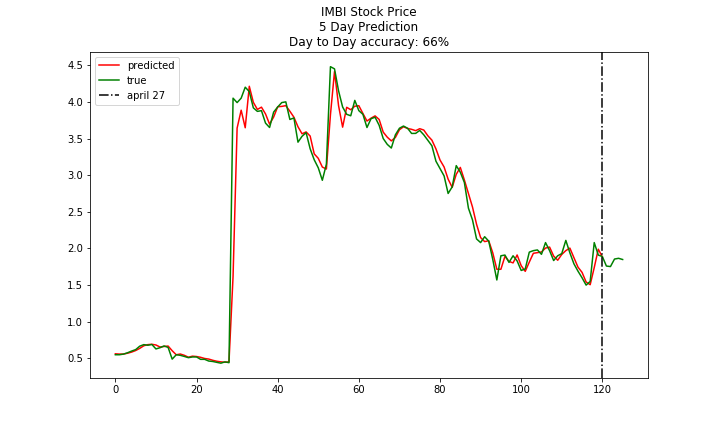 IMBI Stock Price
5 Day Prediction
Day to Day accuracy: 66%
predicted
true
april 27
4.5
4.0
3.5
3.0
2.5
2.0
1.5
1.0
0.5
0 20 40 60 80 100 120